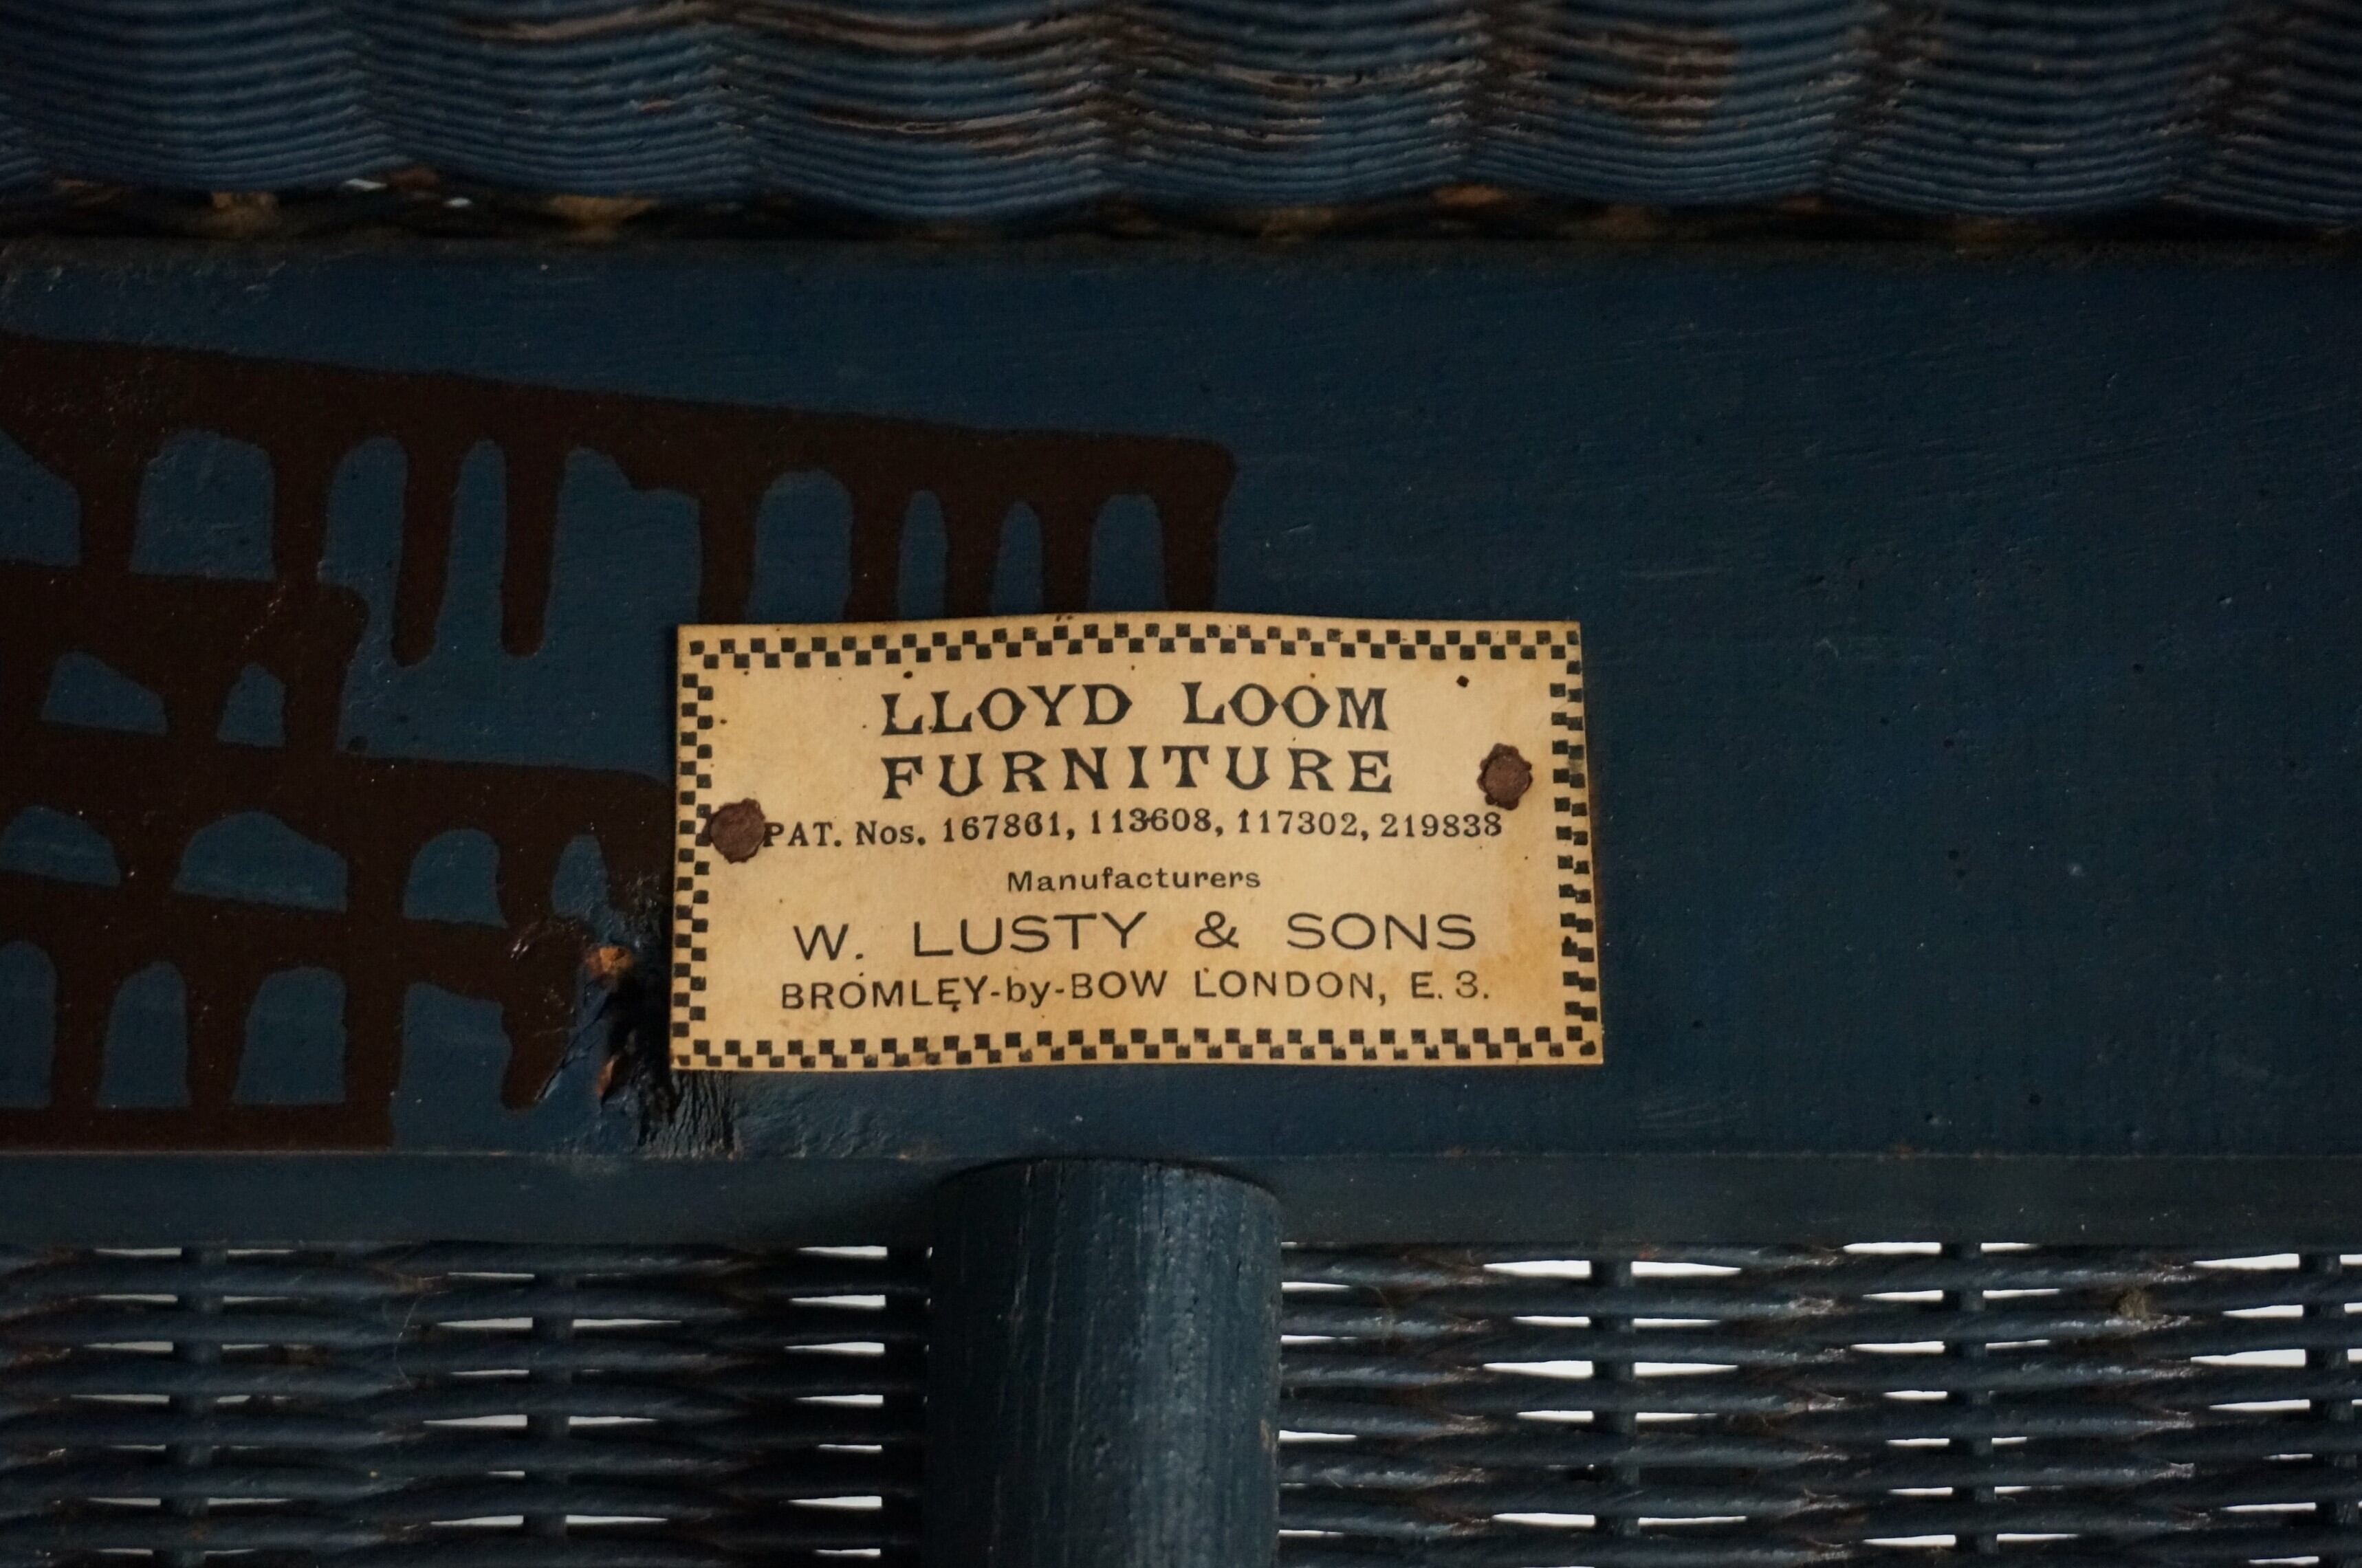 LLOYD LOOM
FURNITURE
PAT. Nos. 167861, 113608, 117302, 219838
Manufacturers
W. LUSTY & SONS
BROMLEY-by-BOW LONDON, E. 3.